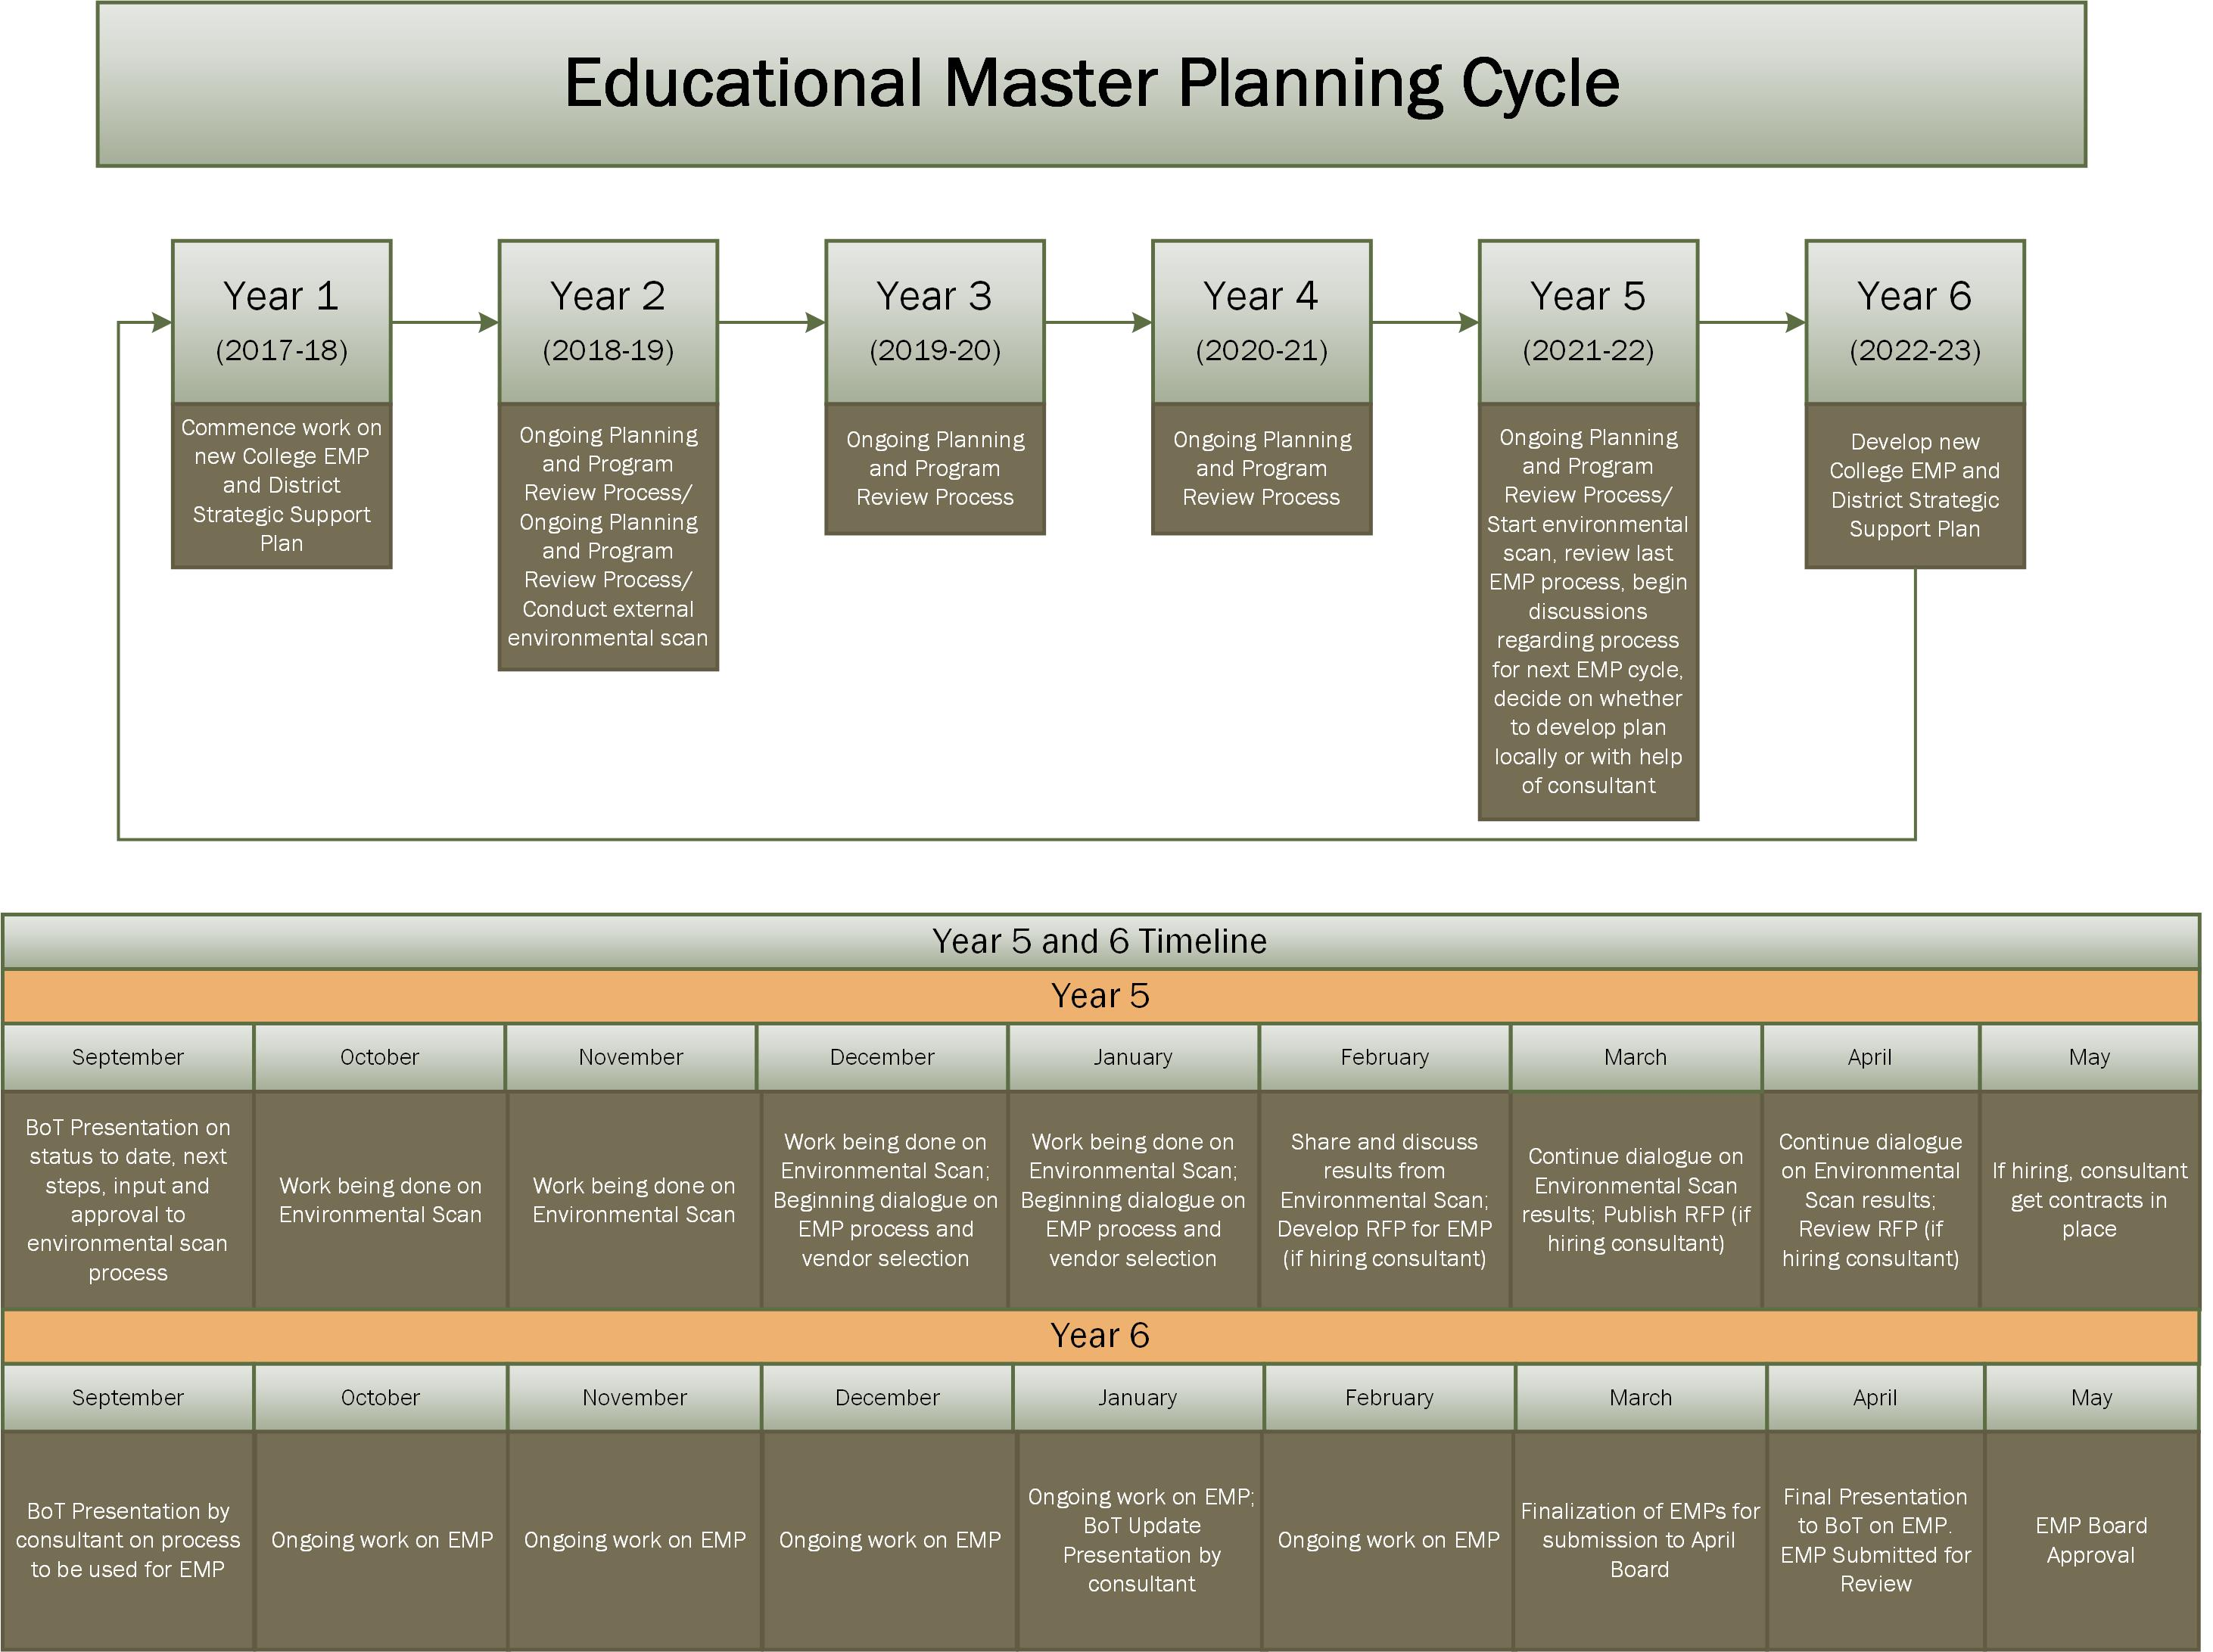 Educational Master Planning Cycle
Year 1
(2017-18)
Commence work on
new College EMP
and District
Strategic Support
Plan
Year 2
(2018-19)
Ongoing Planning
and Program
Review Process/
Ongoing Planning
and Program
Review Process/
Conduct external
environmental scan
Year 3
(2019-20)
Ongoing Planning
and Program
Review Process
Year 4
(2020-21)
Ongoing Planning
and Program
Review Process
Year 5
(2021-22)
Ongoing Planning
and Program
Review Process/
Start environmental
scan, review last
EMP process, begin
discussions
regarding process
for next EMP cycle,
decide on whether
to develop plan
locally or with help
of consultant
Year 6
(2022-23)
Develop new
College EMP and
District Strategic
Support Plan
Year 5 and 6 Timeline
Year 5
September
October
November
December
January
February
March
April
May
BoT Presentation on
status to date, next
steps, input and
approval to
environmental scan
process
Work being done on
Environmental Scan
Work being done on
Environmental Scan
Work being done on
Environmental Scan;
Beginning dialogue on
EMP process and
vendor selection
Work being done on
Environmental Scan;
Beginning dialogue on
EMP process and
vendor selection
Share and discuss
results from
Environmental Scan;
Develop RFP for EMP
(if hiring consultant)
Continue dialogue on
Environmental Scan
results; Publish RFP (if
hiring consultant)
Continue dialogue
on Environmental
Scan results;
Review RFP (if
hiring consultant)
If hiring, consultant
get contracts in
place
Year 6
September
October
November
December
January
February
March
April
May
BoT Presentation by
consultant on process
to be used for EMP
Ongoing work on EMP
Ongoing work on EMP
Ongoing work on EMP
Ongoing work on EMP;
BoT Update
Presentation by
consultant
Ongoing work on EMP
Finalization of EMPs for
submission to April
Board
Final Presentation
to BoT on EMP.
EMP Submitted for
Review
EMP Board
Approval